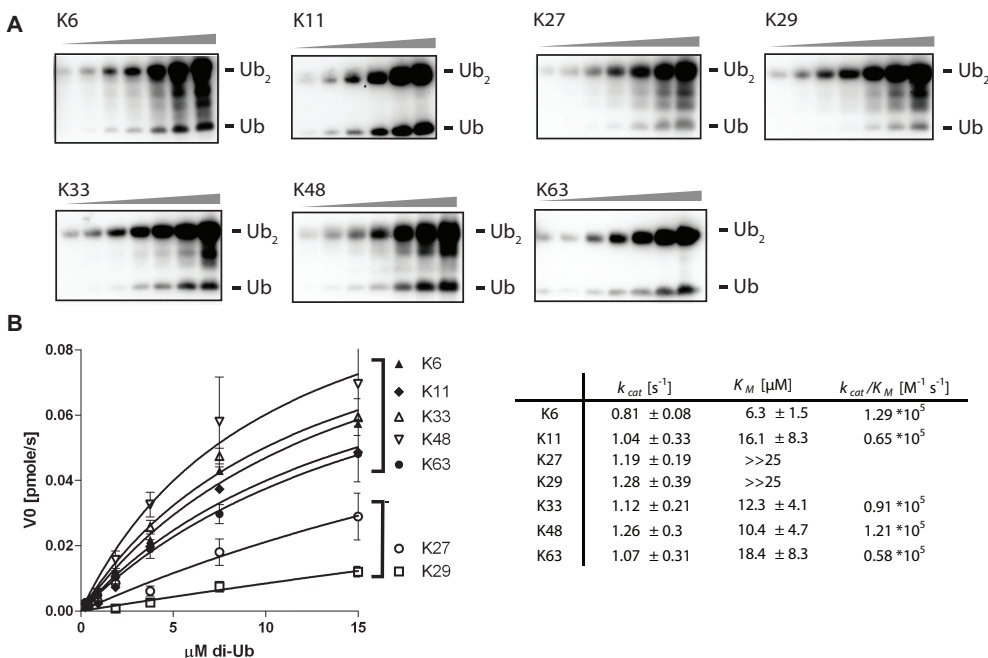 A
K6
K11
K27
K29
Ub₂
Ub
Ub₂
Ub
Ub₂
Ub
Ub₂
Ub
K33
K48
K63
Ub₂
Ub
Ub₂
Ub
Ub₂
Ub
B
V0 [pmole/s]
0.08
0.06
0.04
0.02
0.00
0 5 10 15
μM di-Ub
K6
K11
K33
K48
K63
K27
K29
k cat [s⁻¹] K M [μM] k cat /K M [M⁻¹ s⁻¹]
K6 0.81 ± 0.08 6.3 ± 1.5 1.29 *10⁵
K11 1.04 ± 0.33 16.1 ± 8.3 0.65 *10⁵
K27 1.19 ± 0.19 >>25
K29 1.28 ± 0.39 >>25
K33 1.12 ± 0.21 12.3 ± 4.1 0.91 *10⁵
K48 1.26 ± 0.3 10.4 ± 4.7 1.21 *10⁵
K63 1.07 ± 0.31 18.4 ± 8.3 0.58 *10⁵